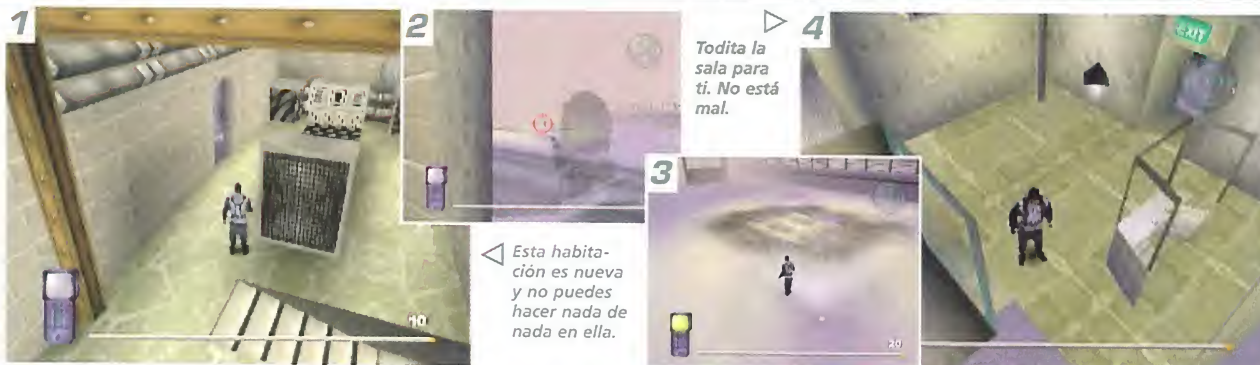 1
2
Todita la
sala para
ti. No está
mal.
4
EXIT
3
Esta habita-
ción es nueva
y no puedes
hacer nada de
nada en ella.
10
20